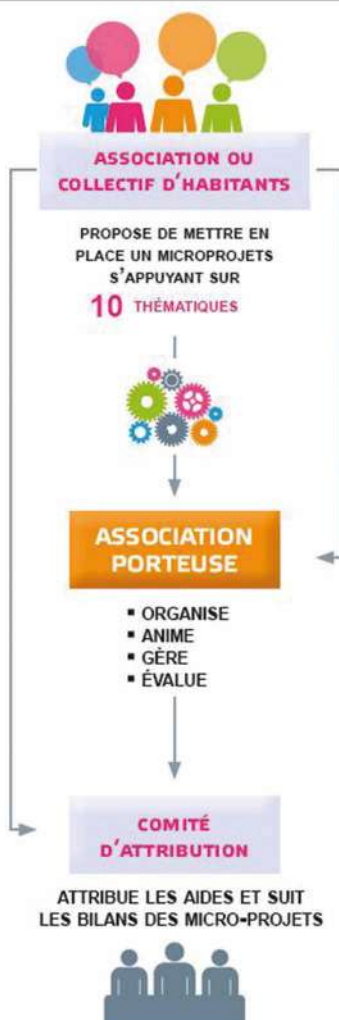 ASSOCIATION OU
COLLECTIF D'HABITANTS
PROPOSE DE METTRE EN
PLACE UN MICROPROJETS
S'APPUYANT SUR
10 THÉMATIQUES
ASSOCIATION
PORTEUSE
▪ ORGANISE
▪ ANIME
▪ GÈRE
▪ ÉVALUE
COMITÉ
D'ATTRIBUTION
ATTRIBUE LES AIDES ET SUIT
LES BILANS DES MICRO-PROJETS